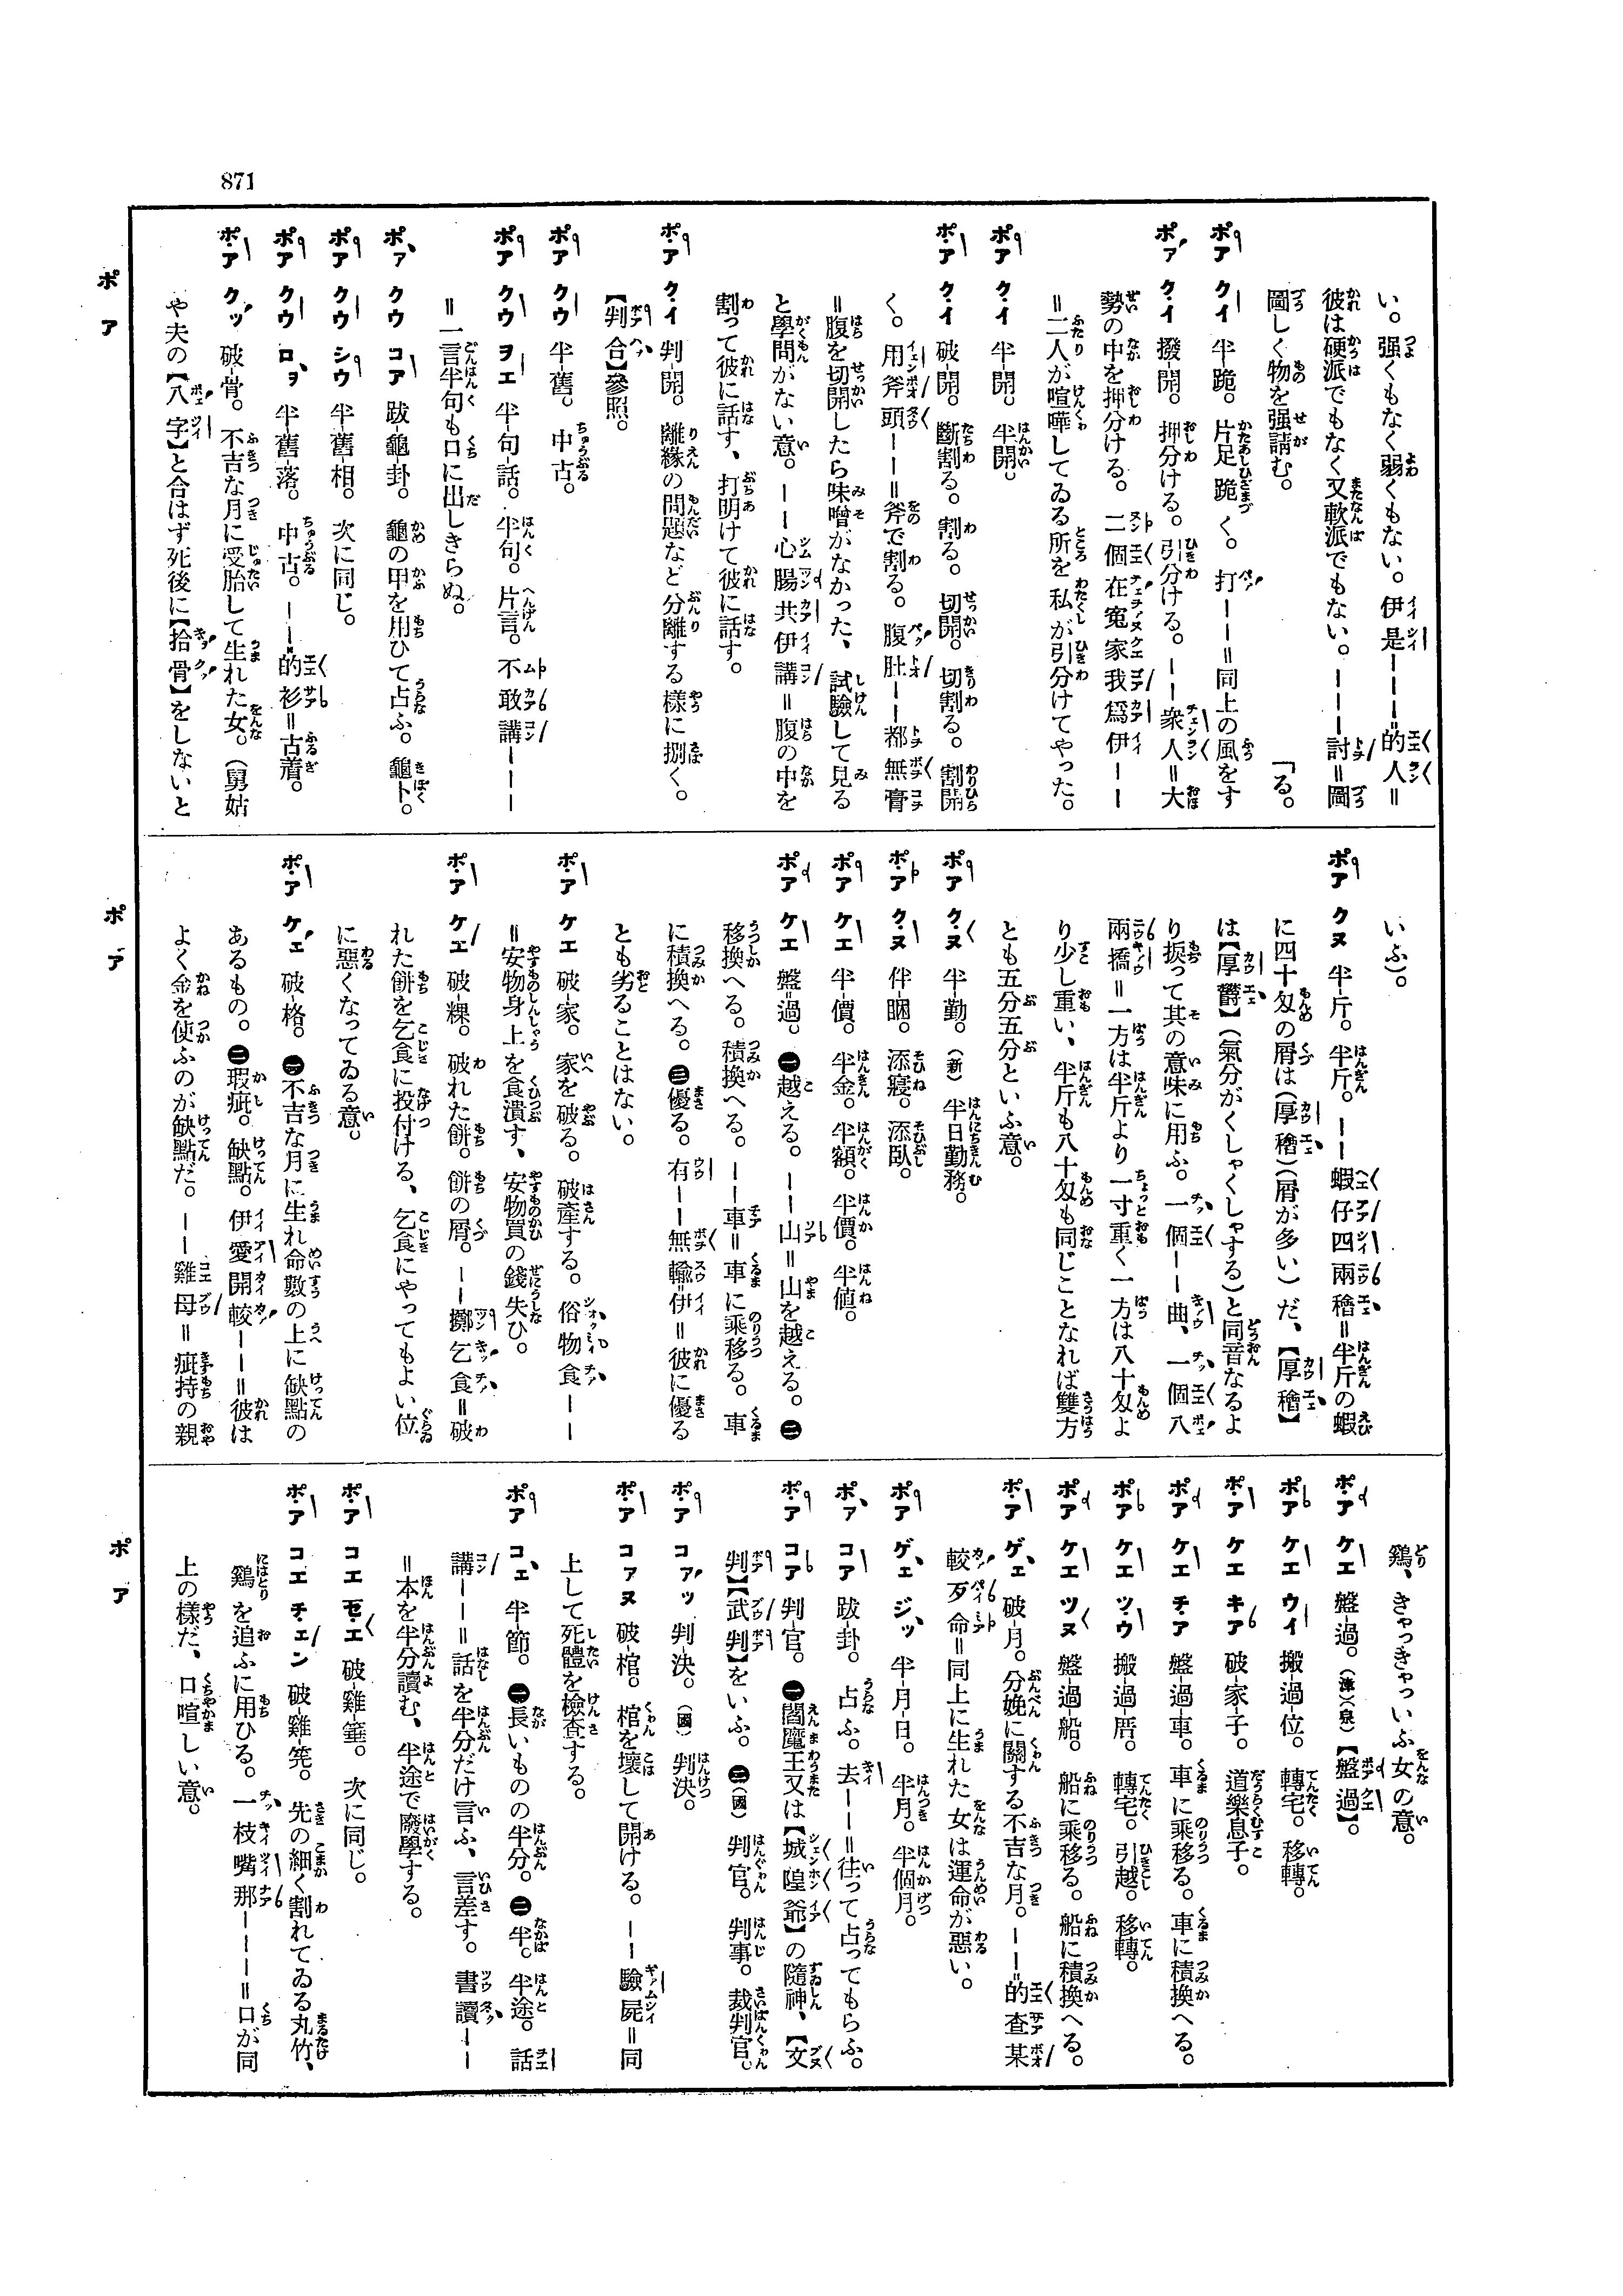 871
い。强くもなく弱くもない。伊是ーーー的人＝
彼は硬派でもなく又軟派でもない。ーーー討＝圖
圖しく物を强請む。 「る。
ポア クイ 半-跪。片足跪く。打ーー＝同上の風をす
ポア クイ 撥-開。押分ける。引分ける。ーー衆人＝大
勢の中を押分ける。二個在寃家我爲伊ーー
＝二人が喧嘩してゐる所を私が引分けてやった。
ポア クイ 半-開。半開。
ポア クイ 破-開。斷割る。割る。切開。切割る。割開
く。用斧頭ーー＝斧で割る。腹肚ーー都無膏
＝腹を切開したら味噌がなかった、試驗して見る
と學問がない意。ーー心腸共伊講＝腹の中を
割って彼に話す、打明けて彼に話す。
ポア クイ 判-開。離緣の問題など分離する樣に捌く。
【判合】參照。
ポア クウ 半-舊。中古。
ポア クウ ヲエ 半-句-話。半句。片言。不敢講ーーー
＝一言半句も口に出しきらぬ。
ポア クウ コア 跋-龜-卦。龜の甲を用ひて占ふ。龜卜。
ポア クウ シウ 半-舊-相。次に同じ。
ポア クウ ロヲ 半-舊-落。中古。ーーー的衫＝古着。
ポア クッ 破-骨。不吉な月に受胎して生れた女。（舅姑
や夫の【八字】と合はず死後に【拾骨】をしないと
ポア
いふ）。
ポア クヌ 半-斤。半斤。ーー蝦仔四兩䆲＝半斤の蝦
に四十匁の屑は（厚䆲）（屑が多い）だ、【厚䆲】
は【厚欝】（氣分がくしゃくしゃする）と同音なるよ
り捩って其の意味に用ふ。一個ーー曲、一個八
兩撟＝一方は半斤より一寸重く一方は八十匁よ
り少し重い、半斤も八十匁も同じことなれば雙方
とも五分五分といふ意。
ポア クヌ 半-勤。（新）半日勤務。
ポア クヌ 伴-睏。添寢。添臥。
ポア ケエ 半-價。半金。半額。半價。半値。
ポア ケエ 盤-過。㊀越える。ーー山＝山を越える。㊁
移換へる。積換へる。ーー車＝車に乘移る。車
に積換へる。㊂優る。有ーー無輸伊＝彼に優る
とも劣ることはない。
ポア ケエ 破-家。家を破る。破產する。俗物食ーー
＝安物身上を食潰す、安物買の錢失ひ。
ポア ケエ 破-粿。破れた餅。餅の屑。ーー擲乞食＝破
れた餅を乞食に投付ける、乞食にやってもよい位
に惡くなってゐる意。
ポア ケェ 破-格。㊀不吉な月に生れ命數の上に缺點の
あるもの。㊁瑕疵。缺點。伊愛開較ーー＝彼は
よく金を使ふのが缺點だ。ーー雞母＝疵持の親
ポア
鷄、きゃっきゃっいふ女の意。
ポア ケエ 盤-過。（漳）（泉）【盤過】。
ポア ケエ ウイ 搬-過-位。轉宅。移轉。
ポア ケエ キア 破-家-子。道樂息子。
ポア ケエ チア 盤-過-車。車に乘移る。車に積換へる。
ポア ケエ ツウ 搬-過-厝。轉宅。引越。移轉。
ポア ケエ ツヌ 盤-過-船。船に乘移る。船に積換へる。
ポア ゲェ 破-月。分娩に關する不吉な月。ーー的查某
較歹命＝同上に生れた女は運命が惡い。
ポア ゲェ ジッ 半-月-日。半月。半個月。
ポア コア 跋-卦。占ふ。去ーー＝往って占ってもらふ。
ポア コア 判-官。㊀閻魔王又は【城隍爺】の隨神、【文
判】【武判】をいふ。㊁（國）判官。判事。裁判官。
ポア コアッ 判-決。（國）判決。
ポア コアヌ 破-棺。棺を壞して開ける。ーー驗屍＝同
上して死體を檢査する。
ポア コェ 半-節。㊀長いものの半分。㊁半。半途。話
講ーー＝話を半分だけ言ふ、言差す。書讀ーー
＝本を半分讀む、半途で廢學する。
ポア コエ セエ 破-雞-筀。次に同じ。
ポア コエ チェン 破-雞-筅。先の細く割れてゐる丸竹、
鷄を追ふに用ひる。一枝嘴那ーーー＝口が同
上の樣だ、口喧しい意。
ポア